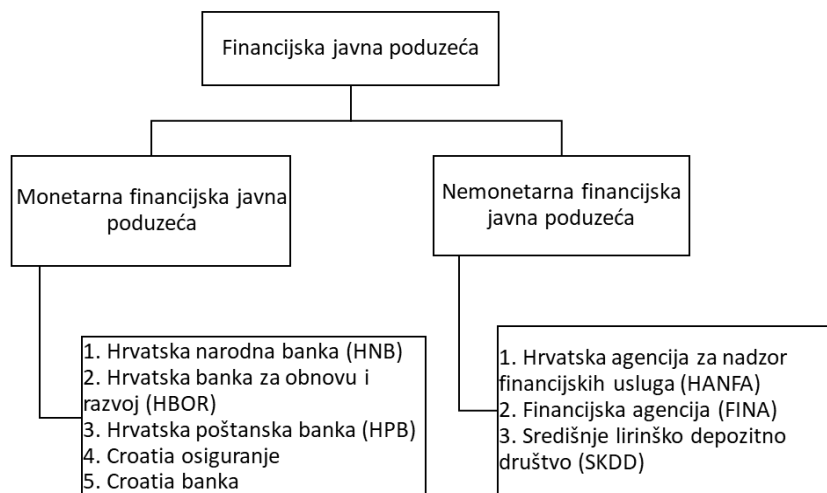 Financijska javna poduzeća
Monetarna financijska javna
poduzeća
Nemonetarna financijska
javna poduzeća
1. Hrvatska narodna banka (HNB)
2. Hrvatska banka za obnovu i
razvoj (HBOR)
3. Hrvatska poštanska banka (HPB)
4. Croatia osiguranje
5. Croatia banka
1. Hrvatska agencija za nadzor
financijskih usluga (HANFA)
2. Financijska agencija (FINA)
3. Središnje lirinško depozitno
društvo (SKDD)